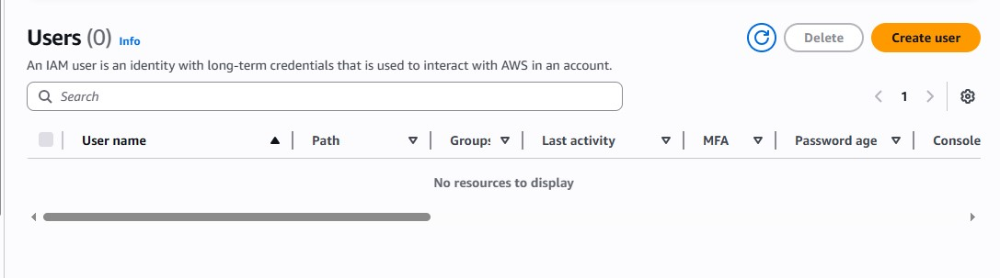 Users (0) Info
Delete
Create user
An IAM user is an identity with long-term credentials that is used to interact with AWS in an account.
Search
1
User name Path Groups Last activity MFA Password age Console
No resources to display